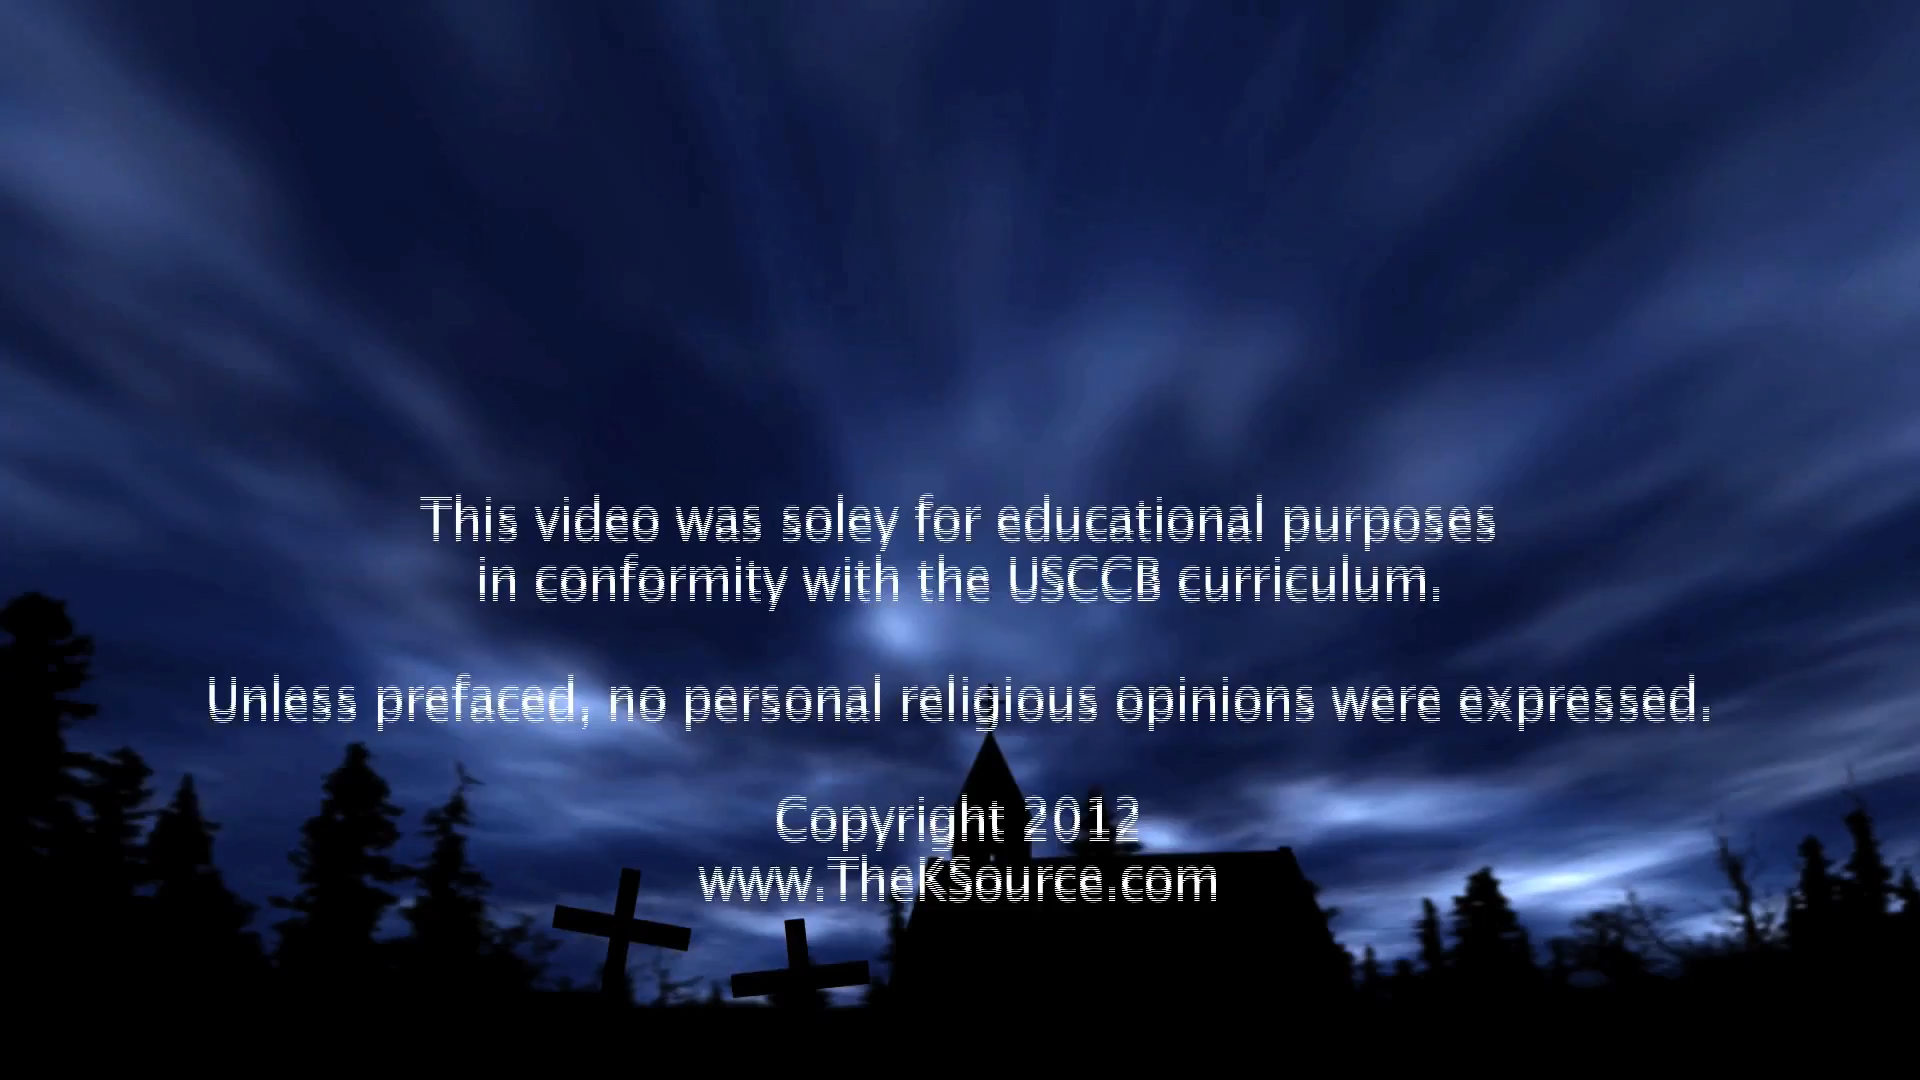 This video was soley for educational purposes
in conformity with the USCCB curriculum.
Unless prefaced, no personal religious opinions were expressed.
Copyright 2012
www.TheKSource.com